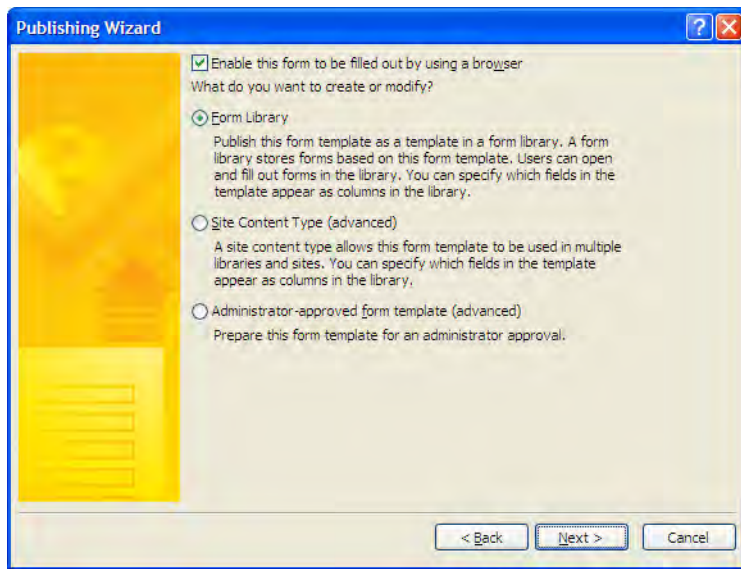 Publishing Wizard
Enable this form to be filled out by using a browser
What do you want to create or modify?
Form Library
Publish this form template as a template in a form library. A form
library stores forms based on this form template. Users can open
and fill out forms in the library. You can specify which fields in the
template appear as columns in the library.
Site Content Type (advanced)
A site content type allows this form template to be used in multiple
libraries and sites. You can specify which fields in the template
appear as columns in the library.
Administrator-approved form template (advanced)
Prepare this form template for an administrator approval.
< Back Next > Cancel